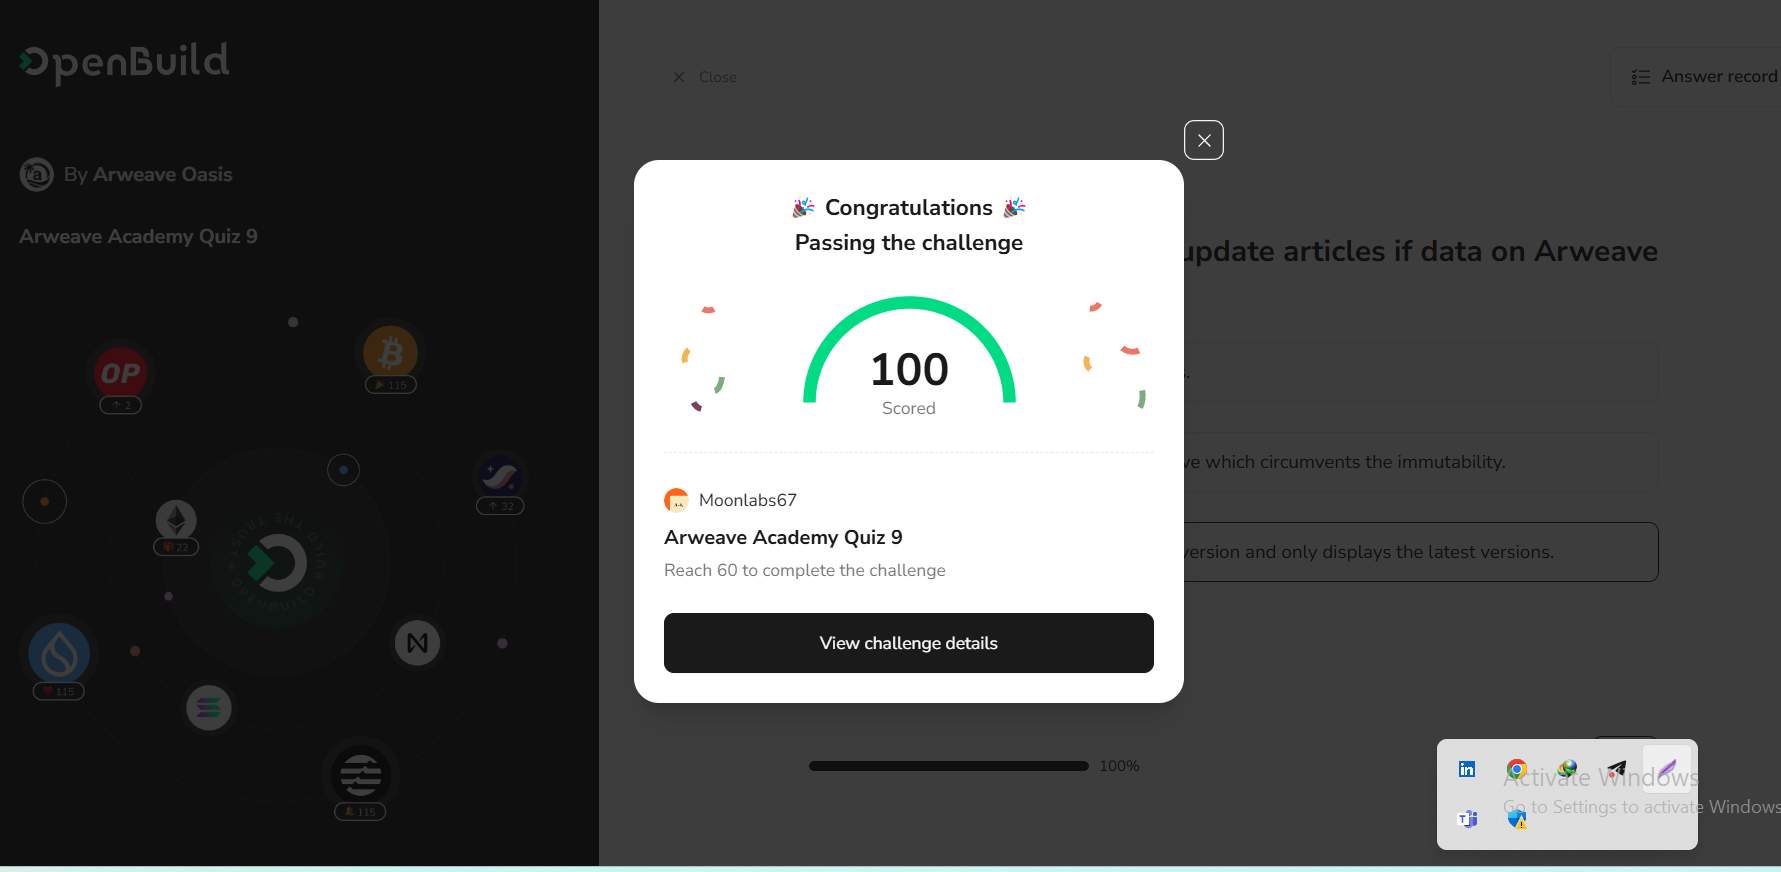 OpenBuild
By Arweave Oasis
Arweave Academy Quiz 9
OP
2
115
32
22
115
115
Close
Answer record
update articles if data on Arweave
which circumvents the immutability.
version and only displays the latest versions.
🎉 Congratulations 🎉
Passing the challenge
100
Scored
Moonlabs67
Arweave Academy Quiz 9
Reach 60 to complete the challenge
View challenge details
100%
Activate Windows
Go to Settings to activate Windows